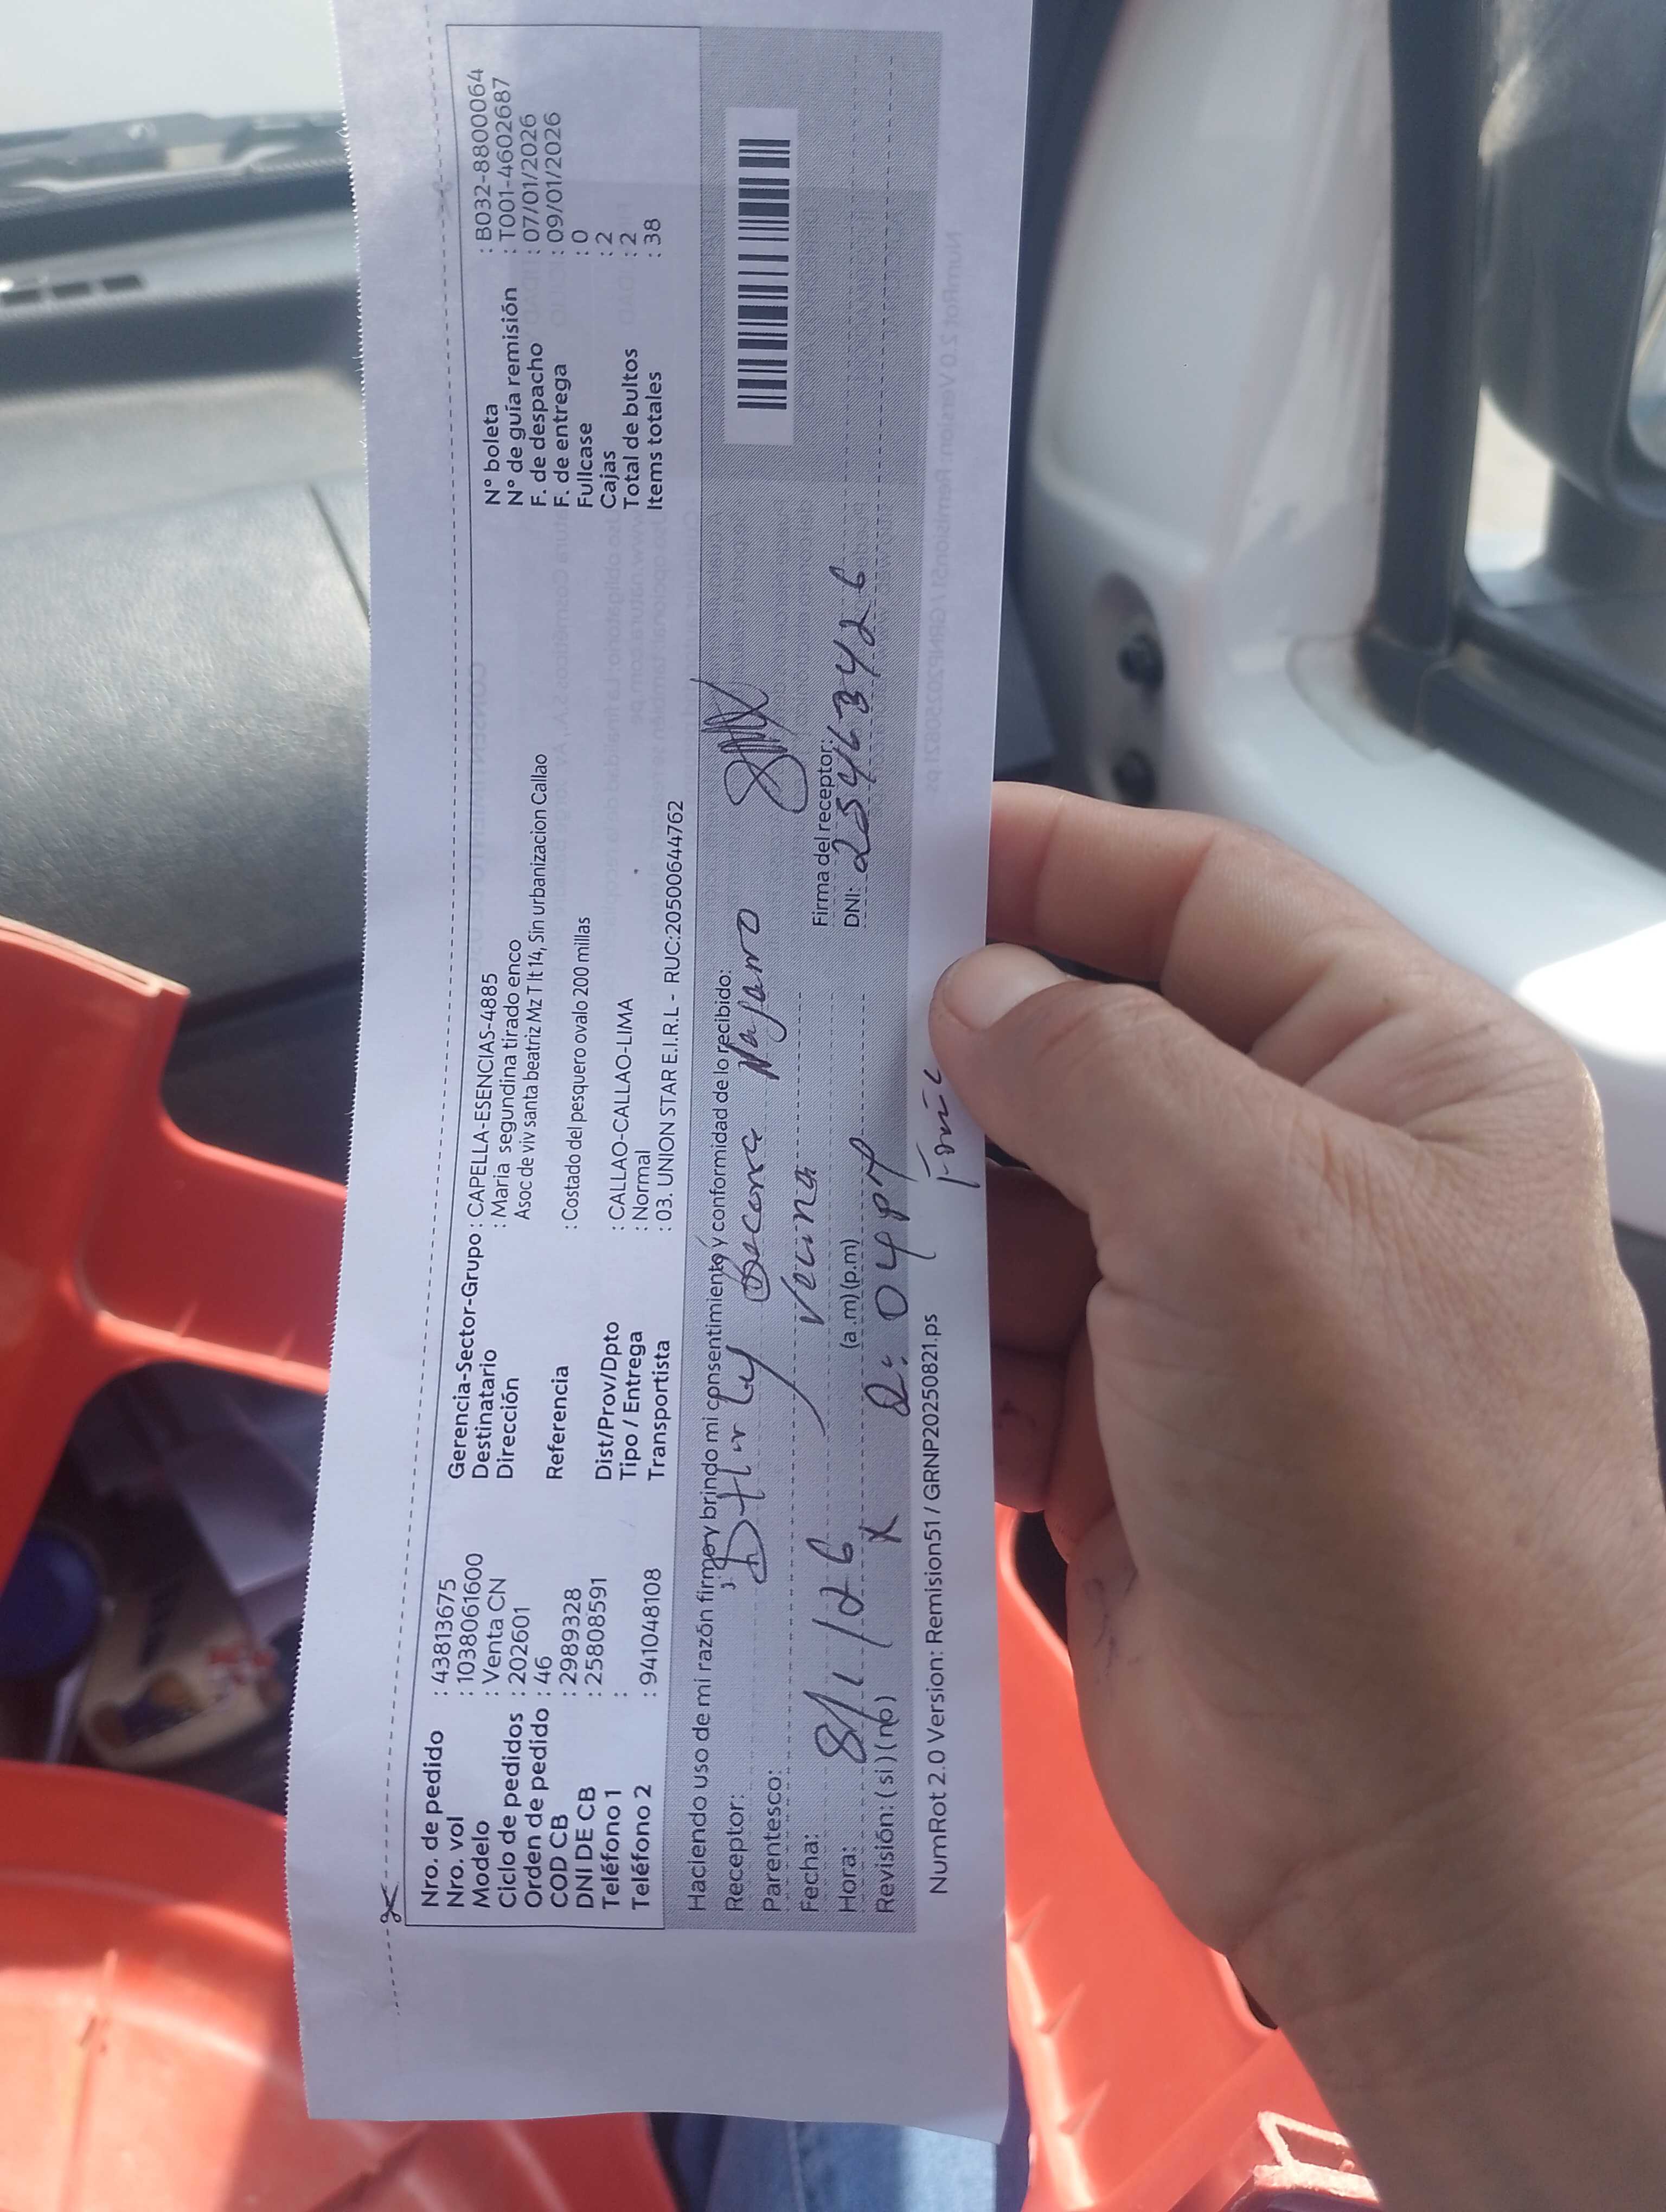 Nro. de pedido : 43813675
Nro. vol : 1038061600
Modelo : Venta CN
Ciclo de pedidos : 202601
Orden de pedido : 46
COD CB : 2989328
DNI DE CB : 25808591
Teléfono 1 :
Teléfono 2 : 941048108
Gerencia-Sector-Grupo : CAPELLA-ESENCIAS-4885
Destinatario : Maria segundina tirado enco
Dirección Asoc de viv santa beatriz Mz T lt 14, Sin urbanizacion Callao
Referencia : Costado del pesquero ovalo 200 millas
Dist/Prov/Dpto : CALLAO-CALLAO-LIMA
Tipo / Entrega : Normal
Transportista : 03. UNION STAR E.I.R.L - RUC:20500644762
N° boleta : B032-8800064
N° de guía remisión : T001-4602687
F. de despacho : 07/01/2026
F. de entrega : 09/01/2026
Fullcase : 0
Cajas : 2
Total de bultos : 2
Items totales : 38
Haciendo uso de mi razón firmo y brindo mi consentimiento y conformidad de lo recibido:
Receptor:
Parentesco: Vecina
Fecha: 8/1/26
Firma del receptor:
Hora: (a.m) (p.m) 2:04 pm
DNI:
Revisión: ( si ) ( no ) x
NumRot 2.0 Version: Remision51 / GRNP20250821.ps